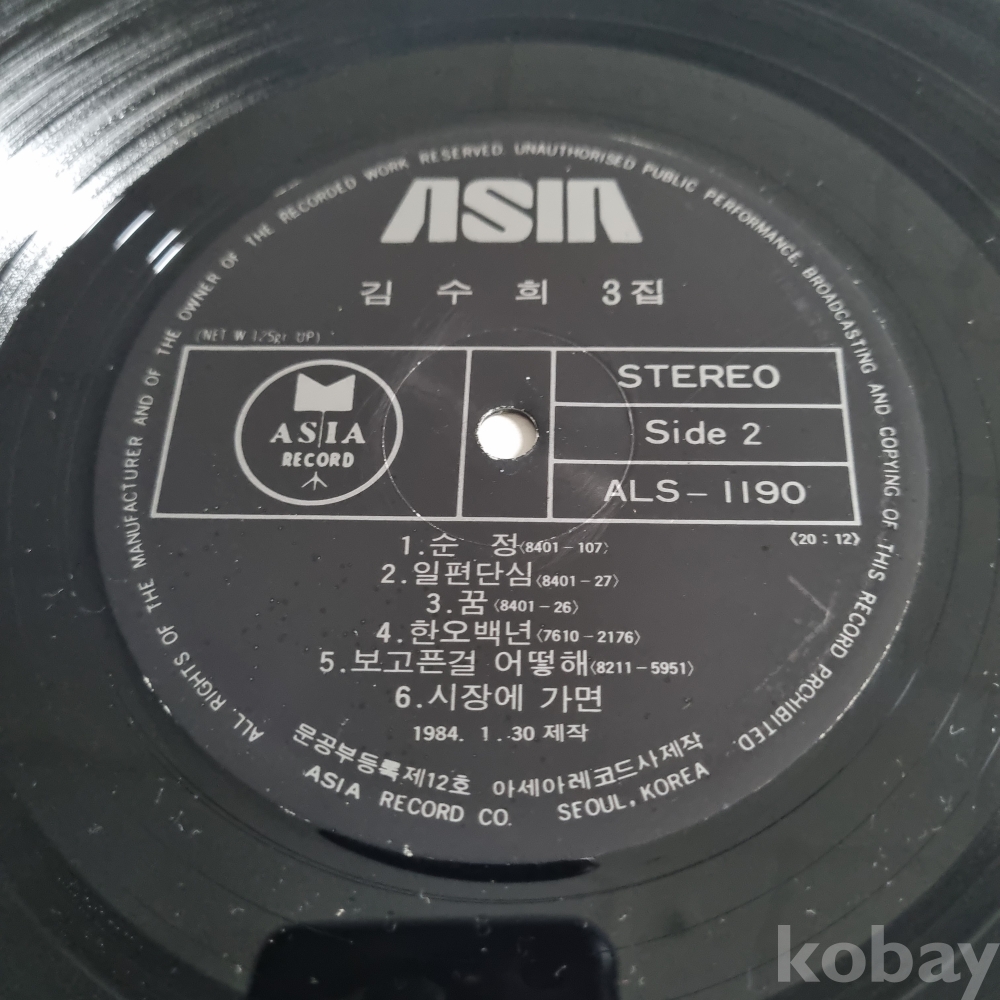 ALL RIGHTS OF THE MANUFACTURER AND OF THE OWNER OF THE RECORDED WORK RESERVED. UNAUTHORISED PUBLIC PERFORMANCE, BROADCASTING AND COPYING OF THIS RECORD PRCHIBITED
ASIA
김 수 희 3집
(NET W 125gr UP)
ASIA
RECORD
STEREO
Side 2
ALS-1190
《20:12》
1.순 정〈8401-107〉
2.일편단심〈8401-27〉
3.꿈〈8401-26〉
4.한오백년〈7610-2176〉
5.보고픈걸 어떻해〈8211-5951〉
6.시장에 가면
1984. 1..30 제작
문공부등록제12호 아세아레코드사제작
ASIA RECORD CO. SEOUL, KOREA
kobay